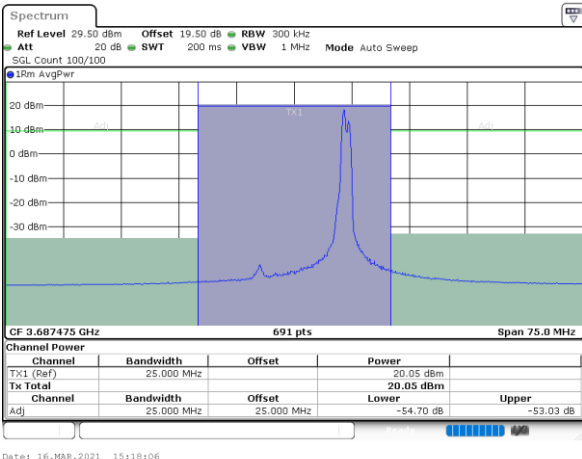 Spectrum
Ref Level 29.50 dBm Offset 19.50 dB RBW 300 kHz
Att 20 dB SWT 200 ms VBW 1 MHz Mode Auto Sweep
SGL Count 100/100
1Rm AvgPwr
20 dBm
TX1
10 dBm
Adj
Adj
0 dBm
-10 dBm
-20 dBm
-30 dBm
CF 3.687475 GHz 691 pts Span 75.0 MHz
Channel Power
Channel Bandwidth Offset Power
TX1 (Ref) 25.000 MHz 20.05 dBm
Tx Total 20.05 dBm
Channel Bandwidth Offset Lower Upper
Adj 25.000 MHz 25.000 MHz -54.70 dB -53.03 dB
Date: 16.MAR.2021 15:18:06